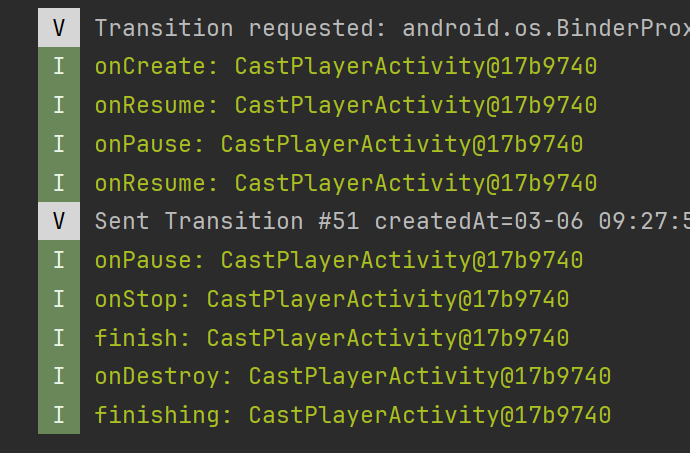 V Transition requested: android.os.BinderProx
I onCreate: CastPlayerActivity@17b9740
I onResume: CastPlayerActivity@17b9740
I onPause: CastPlayerActivity@17b9740
I onResume: CastPlayerActivity@17b9740
V Sent Transition #51 createdAt=03-06 09:27:5
I onPause: CastPlayerActivity@17b9740
I onStop: CastPlayerActivity@17b9740
I finish: CastPlayerActivity@17b9740
I onDestroy: CastPlayerActivity@17b9740
I finishing: CastPlayerActivity@17b9740